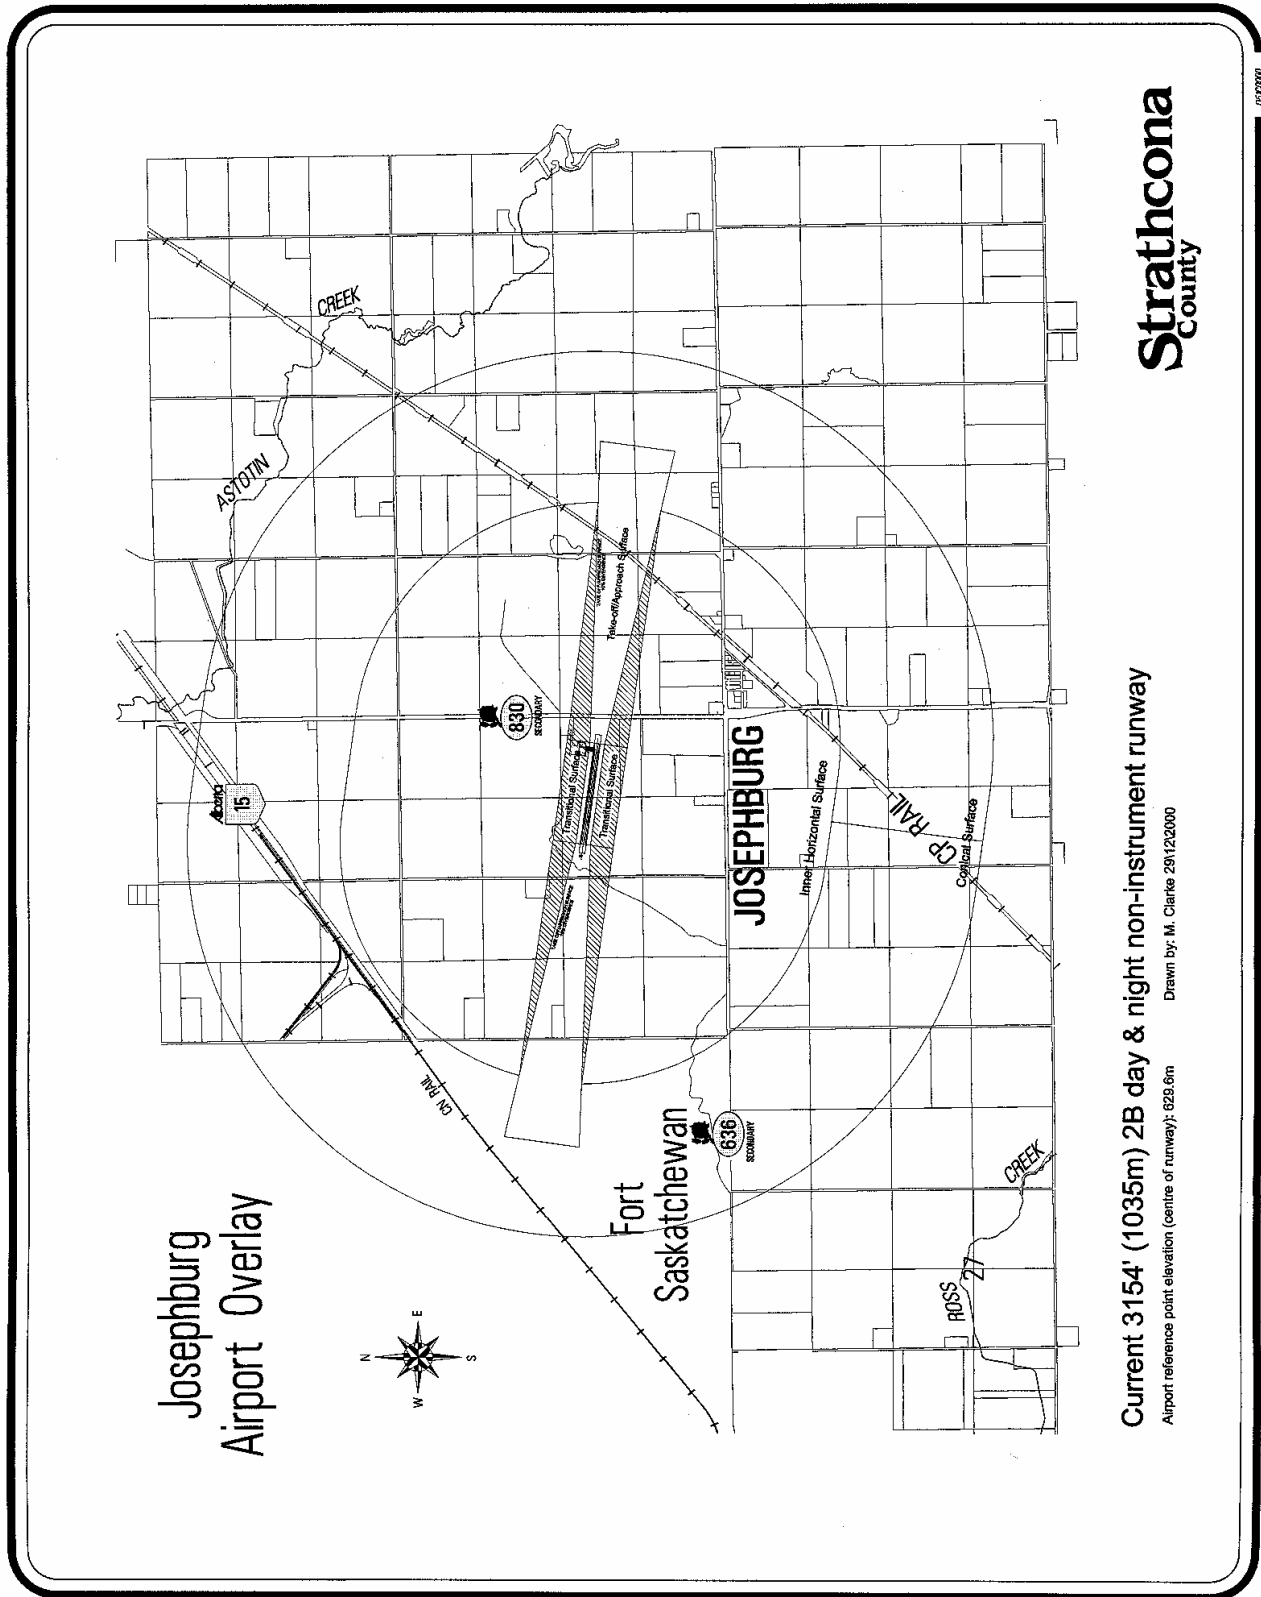 Josephburg
Airport Overlay
N
W
E
S
CN RAIL
Alberta
15
ASTOTIN
CREEK
830
SECONDARY
Transitional Surface
Transitional Surface
Take-off/Approach Surface
Fort
Saskatchewan
636
SECONDARY
JOSEPHBURG
Inner Horizontal Surface
CP RAIL
Conical Surface
ROSS
27
CREEK
Current 3154' (1035m) 2B day & night non-instrument runway
Airport reference point elevation (centre of runway): 629.6m
Drawn by: M. Clarke 29\12\2000
Strathcona
County